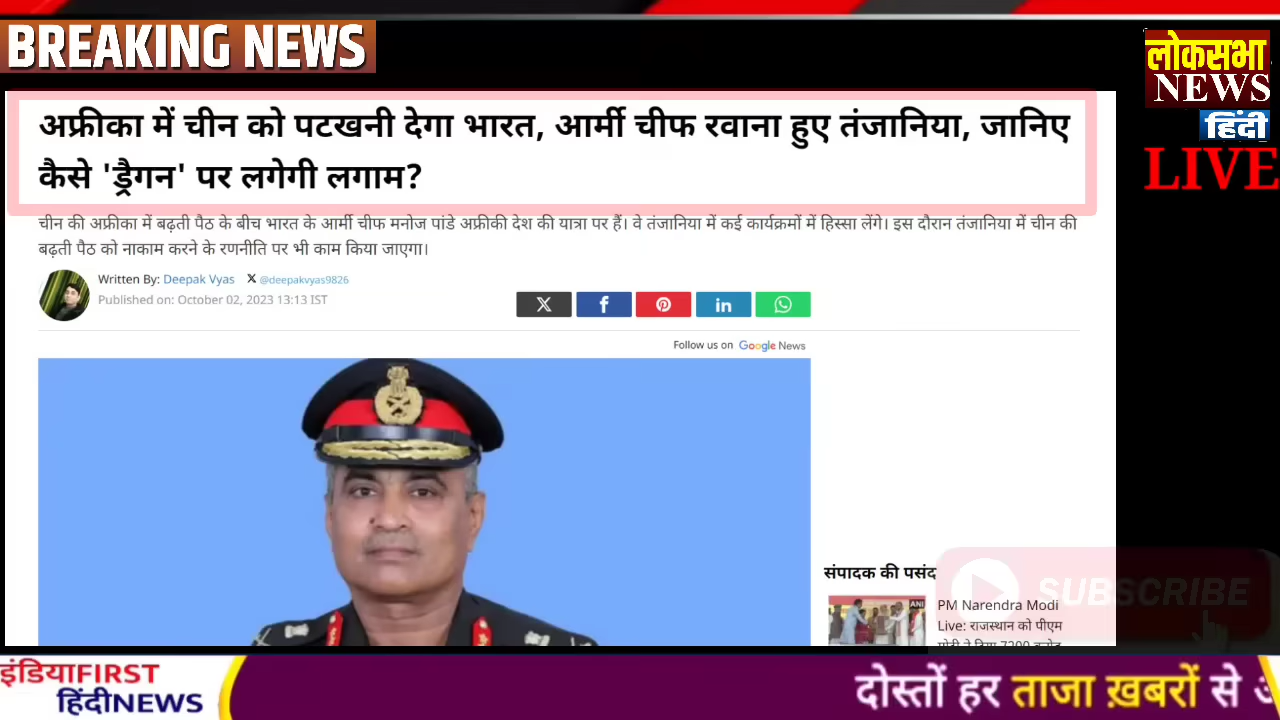 BREAKING NEWS
लोकसभा
NEWS
हिंदी
LIVE
अफ्रीका में चीन को पटखनी देगा भारत, आर्मी चीफ रवाना हुए तंजानिया, जानिए
कैसे 'ड्रैगन' पर लगेगी लगाम?
चीन की अफ्रीका में बढ़ती पैठ के बीच भारत के आर्मी चीफ मनोज पांडे अफ्रीकी देश की यात्रा पर हैं। वे तंजानिया में कई कार्यक्रमों में हिस्सा लेंगे। इस दौरान तंजानिया में चीन की
बढ़ती पैठ को नाकाम करने के रणनीति पर भी काम किया जाएगा।
Written By: Deepak Vyas X @deepakvyas9826
Published on: October 02, 2023 13:13 IST
Follow us on Google News
संपादक की पसंद
SUBSCRIBE
ANI
PM Narendra Modi
Live: राजस्थान को पीएम
मोदी ने दिया 7200 करोड़
इंडियाFIRST
हिंदीNEWS
दोस्तों हर ताजा ख़बरों से